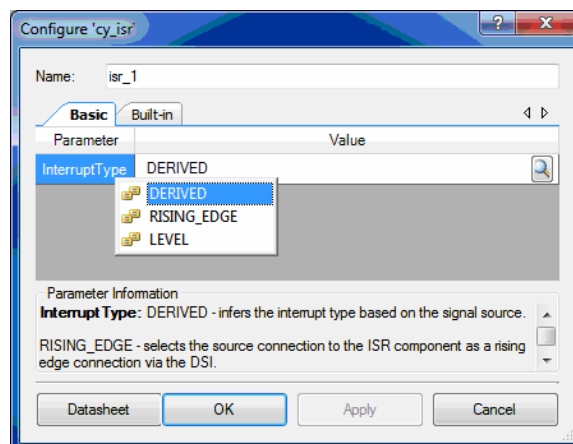 Configure 'cy_isr'
Name: isr_1
Basic Built-in
Parameter Value
InterruptType DERIVED
DERIVED
RISING_EDGE
LEVEL
Parameter Information
Interrupt Type: DERIVED - infers the interrupt type based on the signal source.
RISING_EDGE - selects the source connection to the ISR component as a rising
edge connection via the DSI.
Datasheet OK Apply Cancel